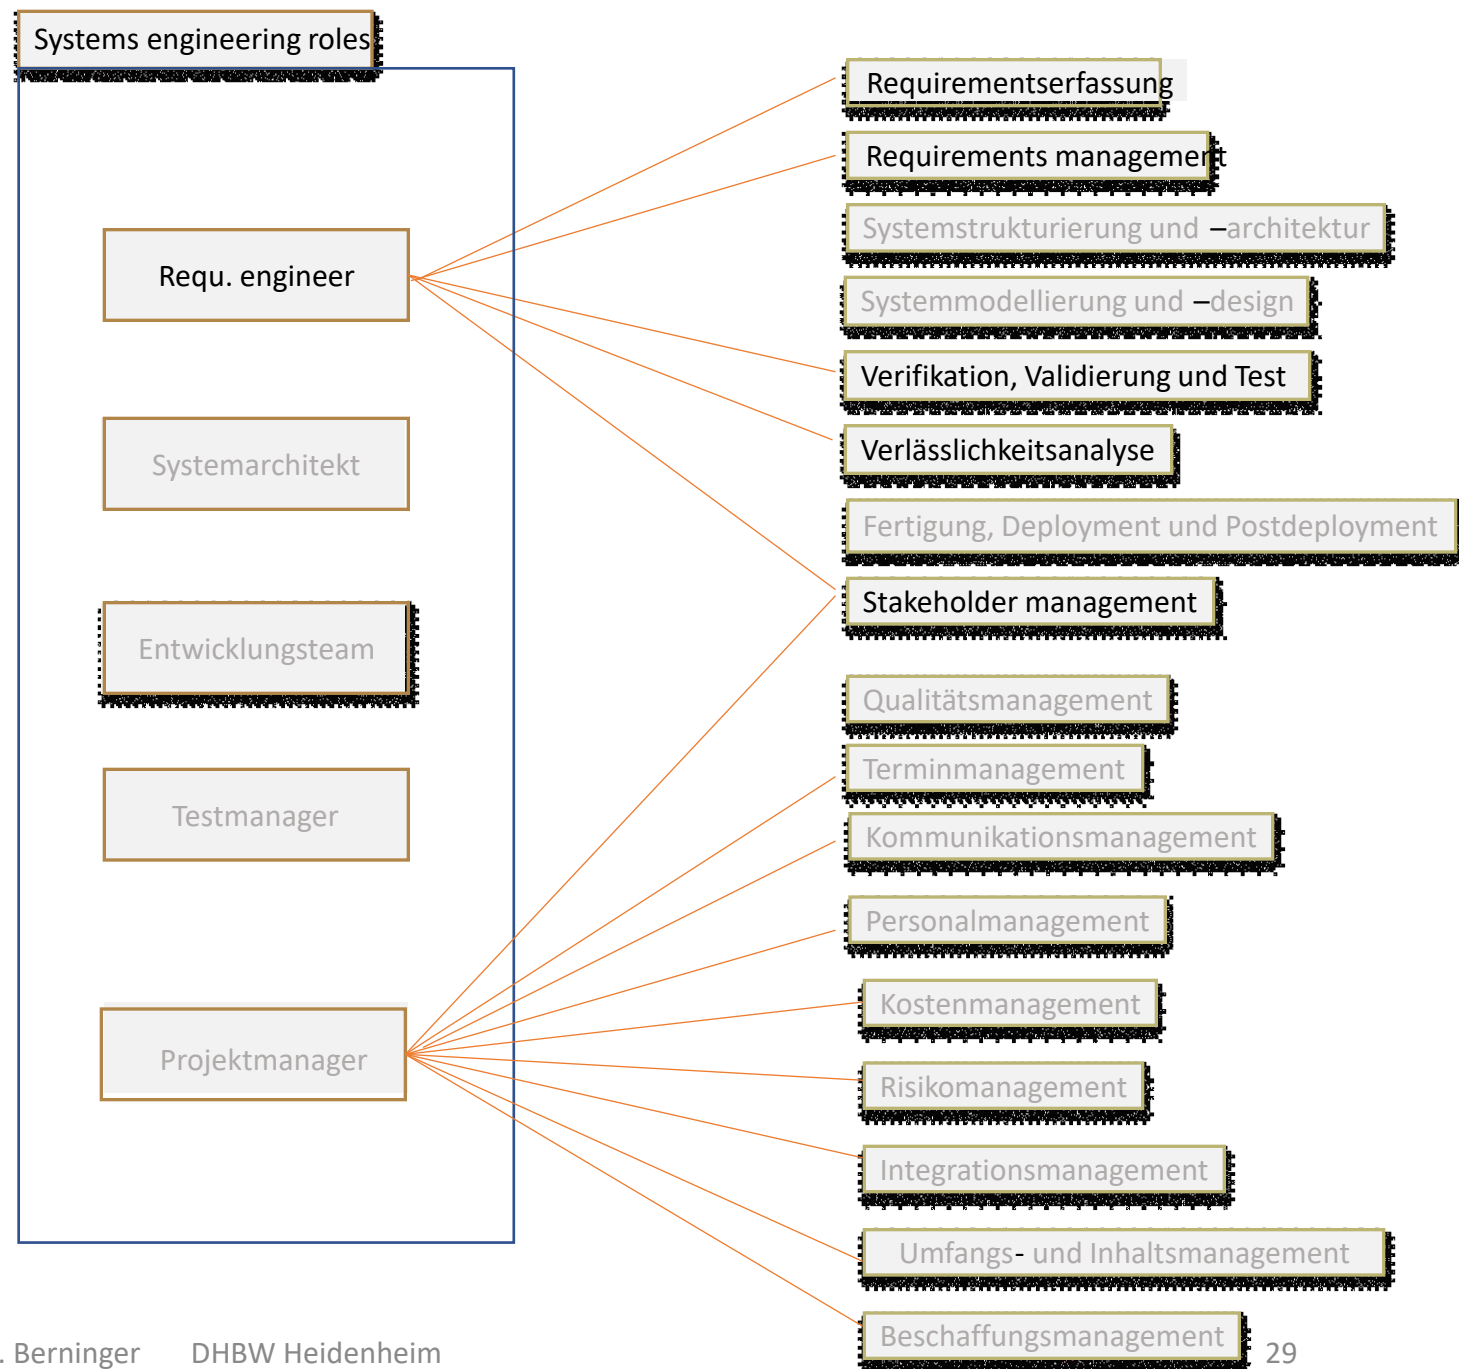 Systems engineering roles
Requ. engineer
Systemarchitekt
Entwicklungsteam
Testmanager
Projektmanager
Requirementserfassung
Requirements management
Systemstrukturierung und –architektur
Systemmodellierung und –design
Verifikation, Validierung und Test
Verlässlichkeitsanalyse
Fertigung, Deployment und Postdeployment
Stakeholder management
Qualitätsmanagement
Terminmanagement
Kommunikationsmanagement
Personalmanagement
Kostenmanagement
Risikomanagement
Integrationsmanagement
Umfangs- und Inhaltsmanagement
Beschaffungsmanagement
. Berninger DHBW Heidenheim 29